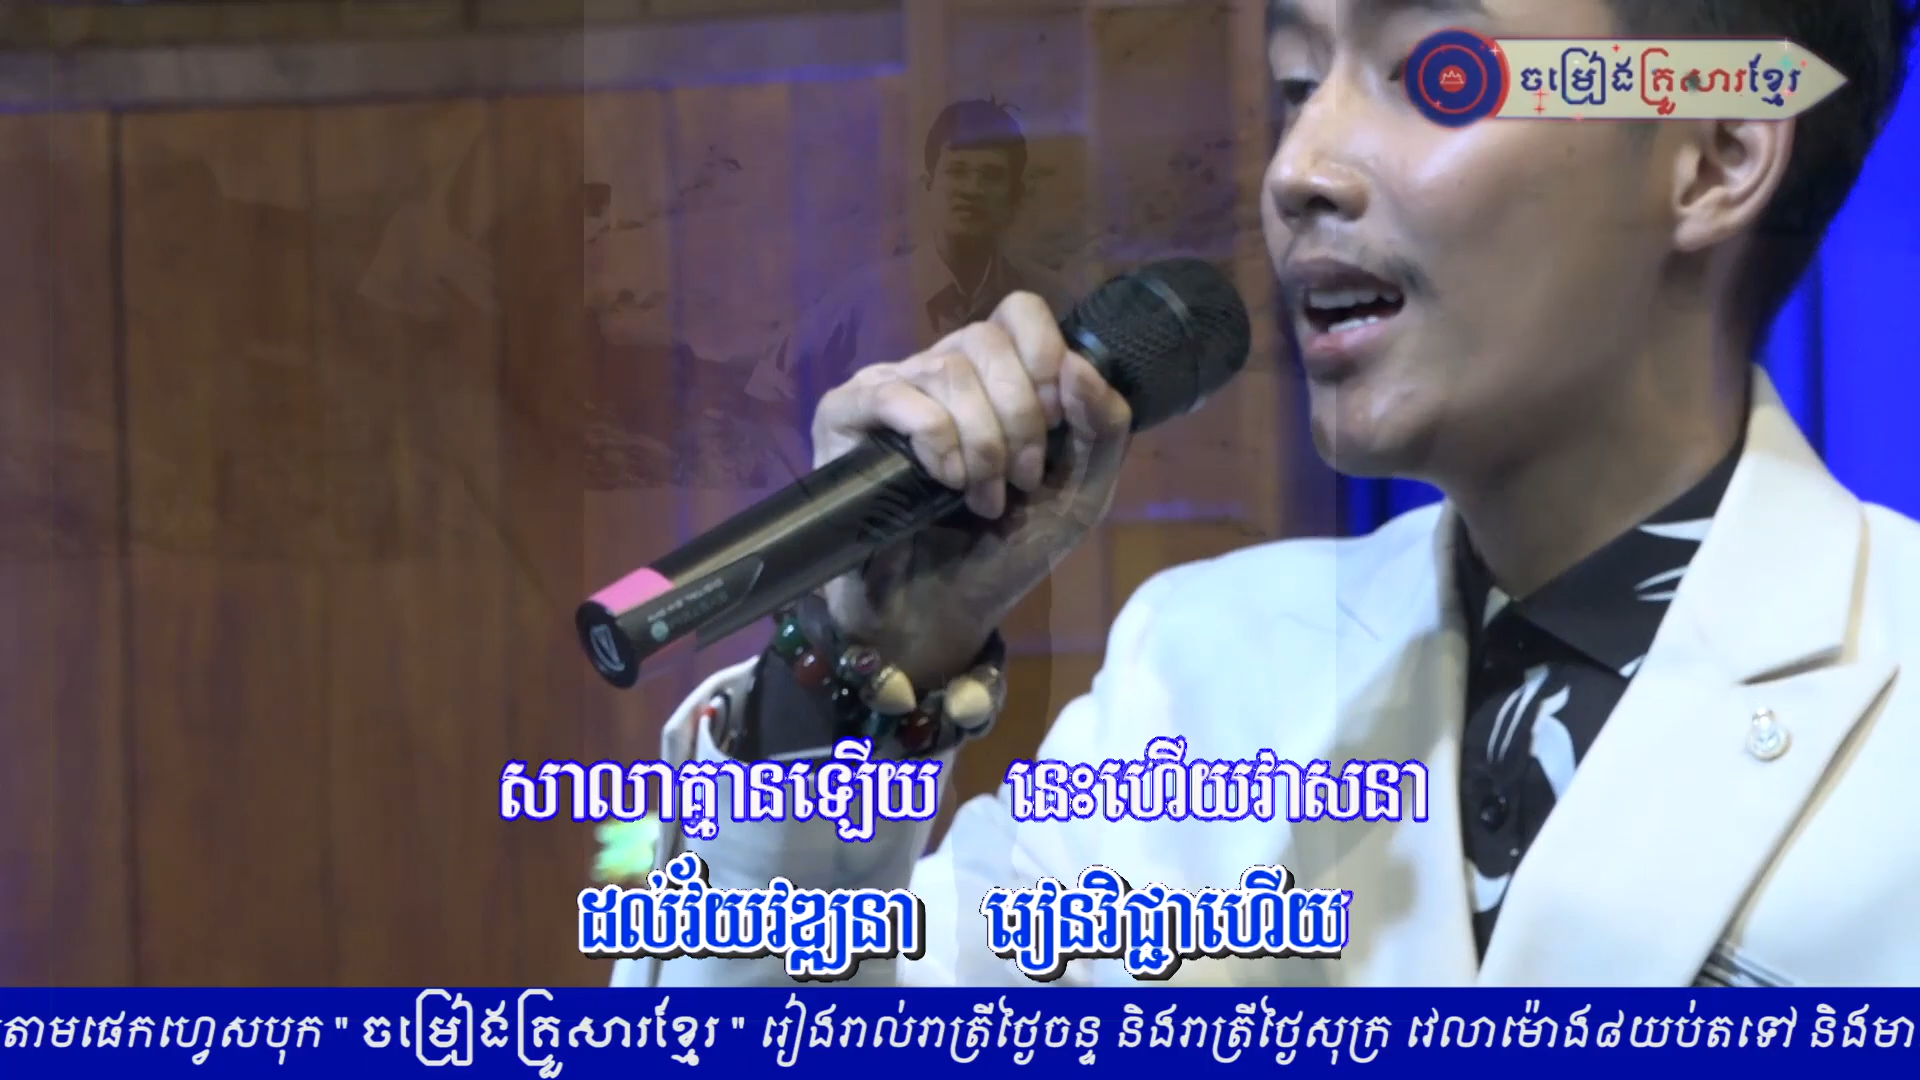 ចម្រៀងគ្រួសារខ្មែរ
សាលាគ្មានឡើយ នេះហើយវាសនា
ដល់វ័យវឌ្ឍនា រៀនវិជ្ជាហើយ
តាមផេកហ្វេសបុក " ចម្រៀងគ្រួសារខ្មែរ " រៀងរាល់រាត្រីថ្ងៃចន្ទ និងរាត្រីថ្ងៃសុក្រ វេលាម៉ោង៨យប់តទៅ និងមា